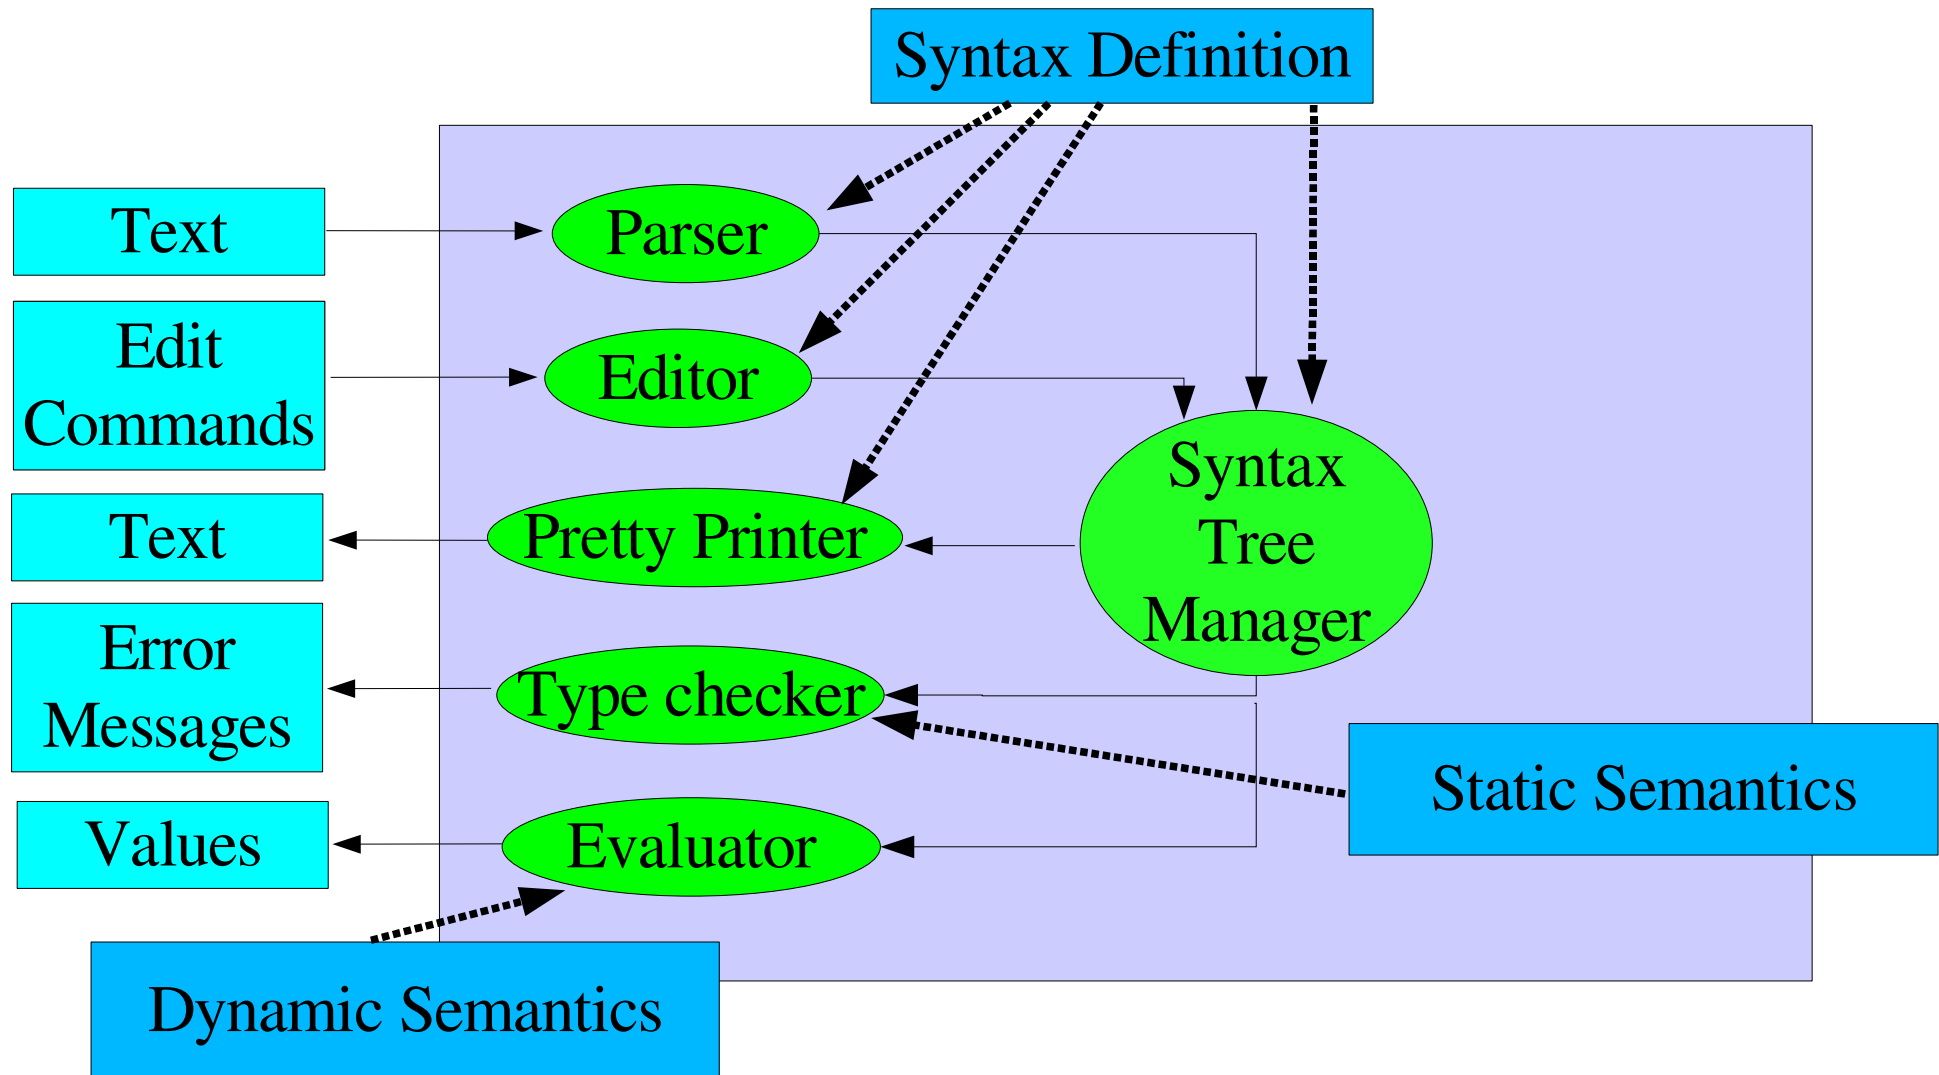 Syntax Definition
Text
Parser
Edit
Commands
Editor
Text
Pretty Printer
Syntax
Tree
Manager
Error
Messages
Type checker
Static Semantics
Values
Evaluator
Dynamic Semantics